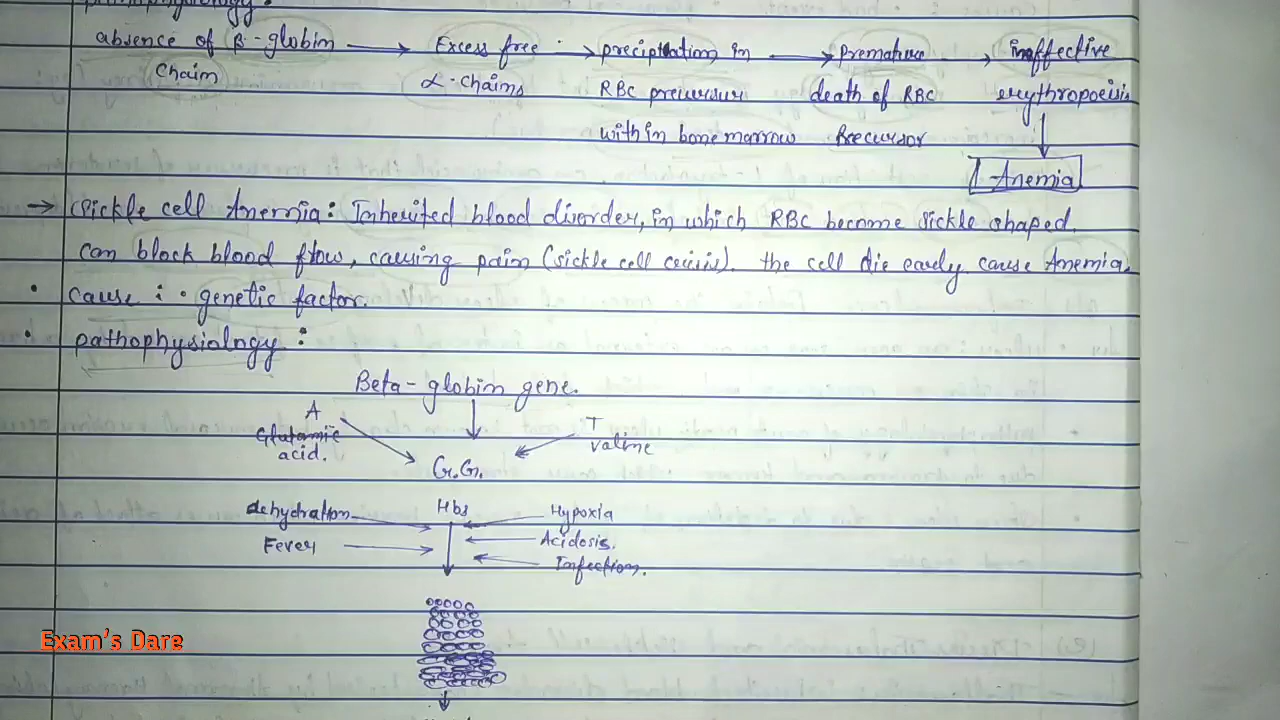 pathophysiology:
absence of β-globin → Excess free → precipitation in → Premature → ineffective
Chain α-chains RBC precursur death of RBC erythropoeisis
within bone marrow Precursor
Anemia
→ Sickle cell Anemia: Inherited blood disorder, in which RBC become sickle shaped.
can block blood flow, causing pain (sickle cell crisis). the cell die early cause Anemia.
• cause : • genetic factor.
• pathophysiology :
Beta-globin gene.
A T
Glutamic acid. valine
G.G.
dehydration Hbs Hypoxia
Fever Acidosis.
Infection.
Exam's Dare